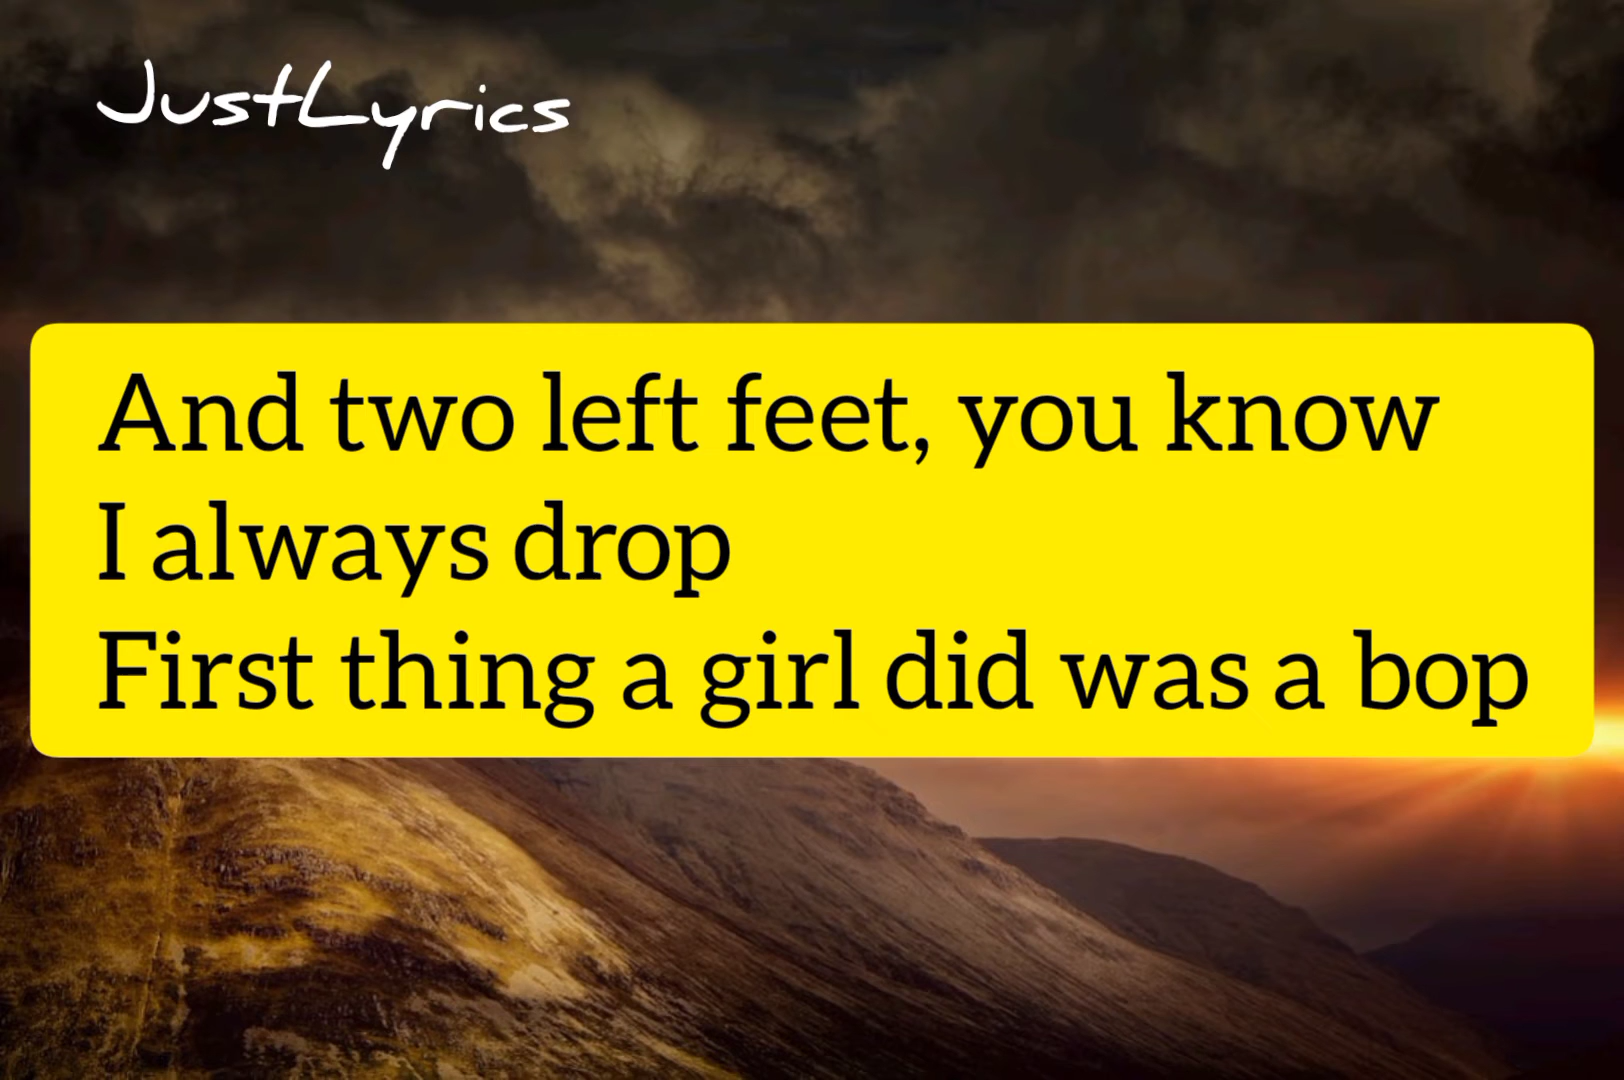 JustLyrics
And two left feet, you know
I always drop
First thing a girl did was a bop